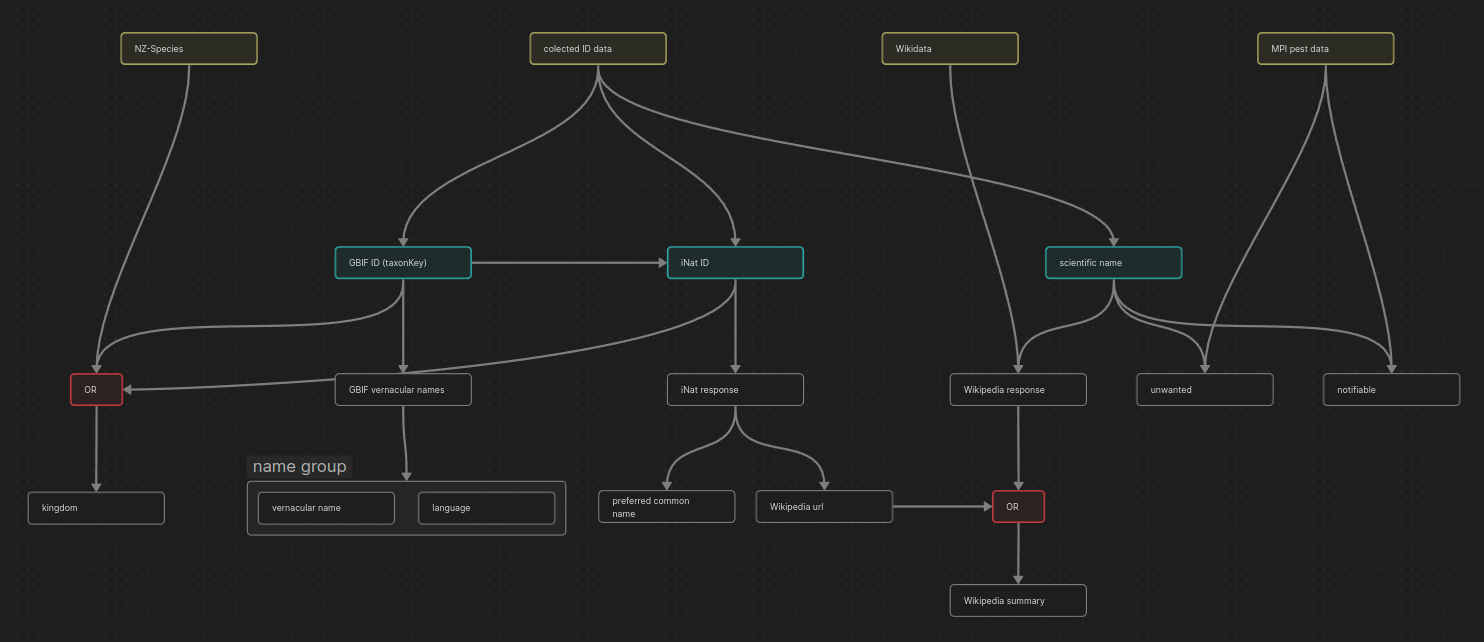 NZ-Species
colected ID data
Wikidata
MPI pest data
GBIF ID (taxonKey)
iNat ID
scientific name
OR
GBIF vernacular names
iNat response
Wikipedia response
unwanted
notifiable
name group
kingdom
vernacular name
language
preferred common
name
Wikipedia url
OR
Wikipedia summary